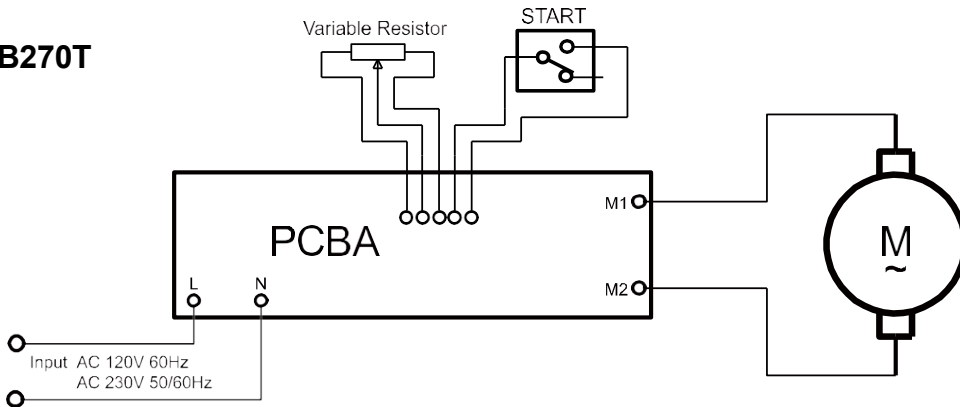 Variable Resistor
START
B270T
M1
PCBA
M
~
L
N
M2
Input AC 120V 60Hz
AC 230V 50/60Hz